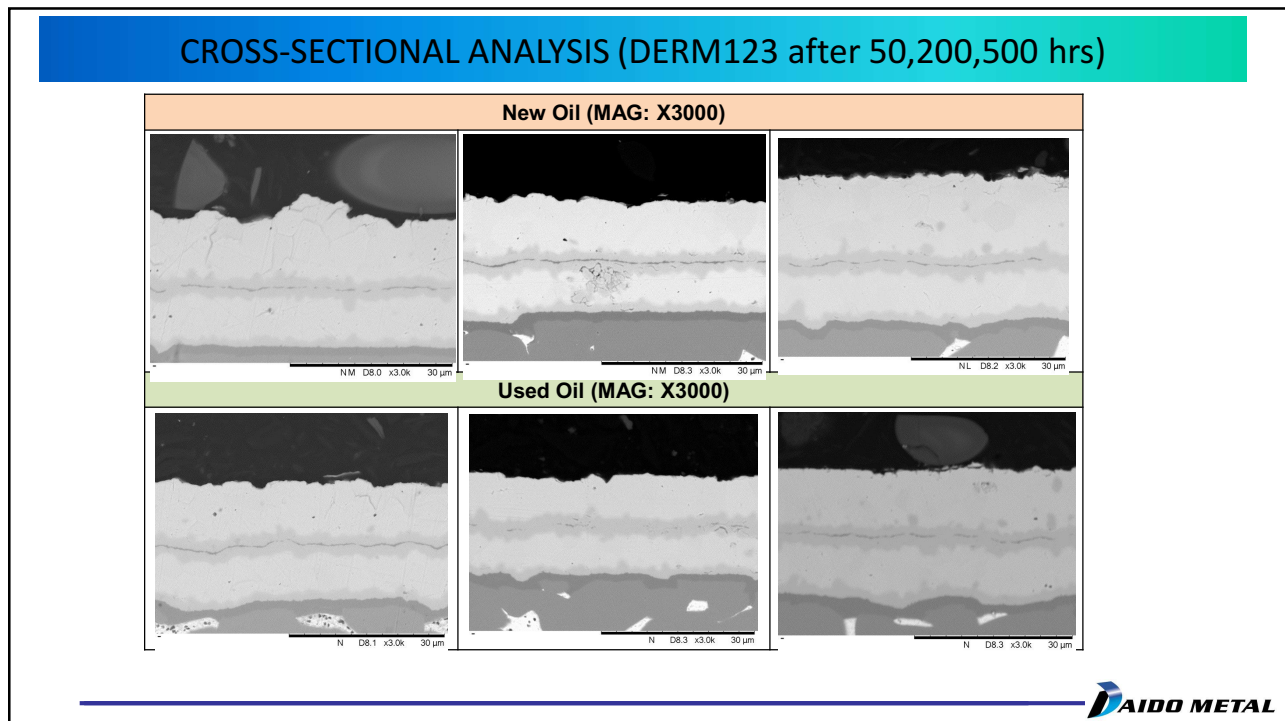 CROSS-SECTIONAL ANALYSIS (DERM123 after 50,200,500 hrs)
New Oil (MAG: X3000)
NM D8.0 x3.0k 30 µm
NM D8.3 x3.0k 30 µm
NL D8.2 x3.0k 30 µm
Used Oil (MAG: X3000)
N D8.1 x3.0k 30 µm
N D8.3 x3.0k 30 µm
N D8.3 x3.0k 30 µm
DAIDO METAL